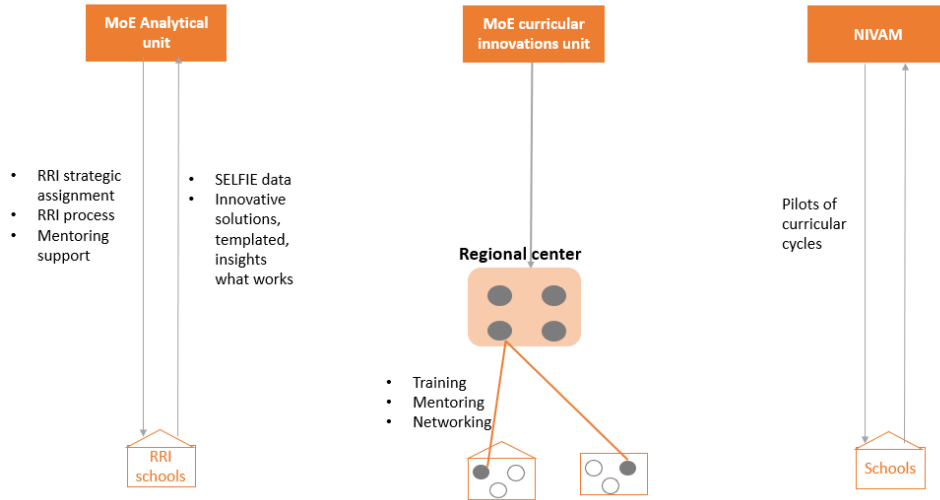 MoE Analytical
unit
MoE curricular
innovations unit
NIVAM
• RRI strategic
assignment
• RRI process
• Mentoring
support
• SELFIE data
• Innovative
solutions,
templated,
insights
what works
Pilots of
curricular
cycles
Regional center
• Training
• Mentoring
• Networking
RRI
schools
Schools